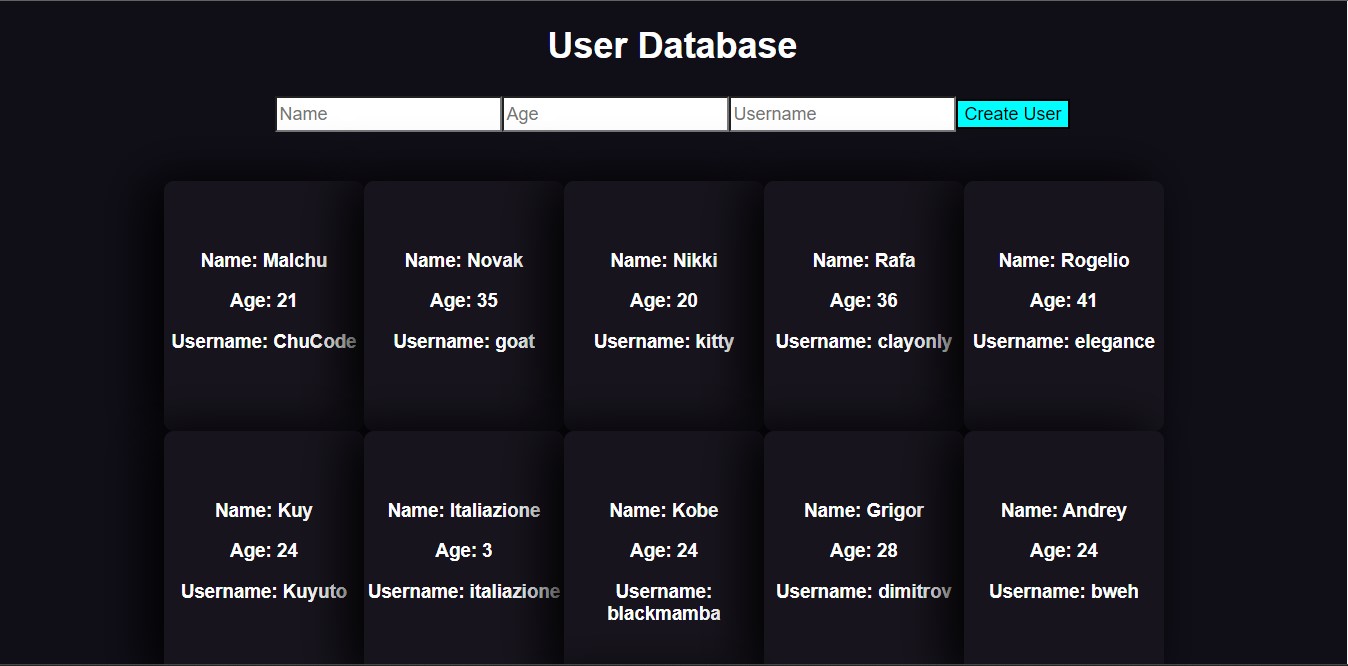 User Database
Name
Age
Username
Create User
Name: Malchu
Age: 21
Username: ChuCode
Name: Novak
Age: 35
Username: goat
Name: Nikki
Age: 20
Username: kitty
Name: Rafa
Age: 36
Username: clayonly
Name: Rogelio
Age: 41
Username: elegance
Name: Kuy
Age: 24
Username: Kuyuto
Name: Italiazione
Age: 3
Username: italiazione
Name: Kobe
Age: 24
Username:
blackmamba
Name: Grigor
Age: 28
Username: dimitrov
Name: Andrey
Age: 24
Username: bweh